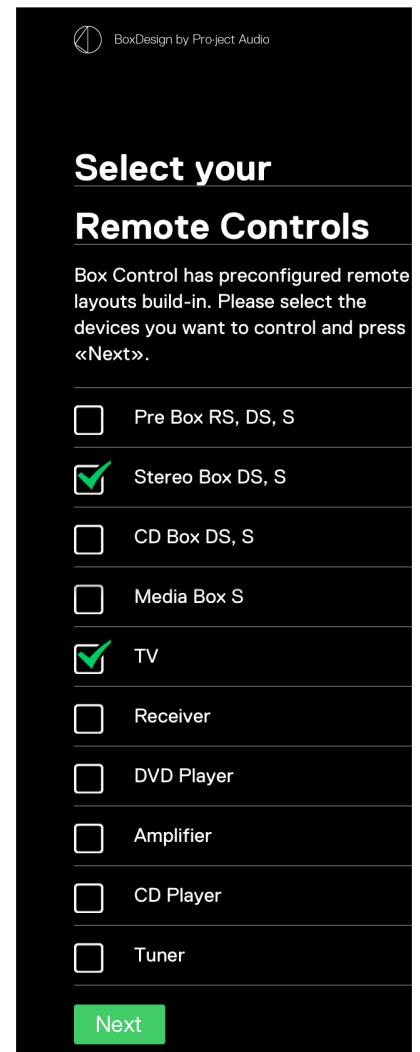 BoxDesign by Pro·ject Audio
Select your
Remote Controls
Box Control has preconfigured remote
layouts build-in. Please select the
devices you want to control and press
«Next».
Pre Box RS, DS, S
Stereo Box DS, S
CD Box DS, S
Media Box S
TV
Receiver
DVD Player
Amplifier
CD Player
Tuner
Next